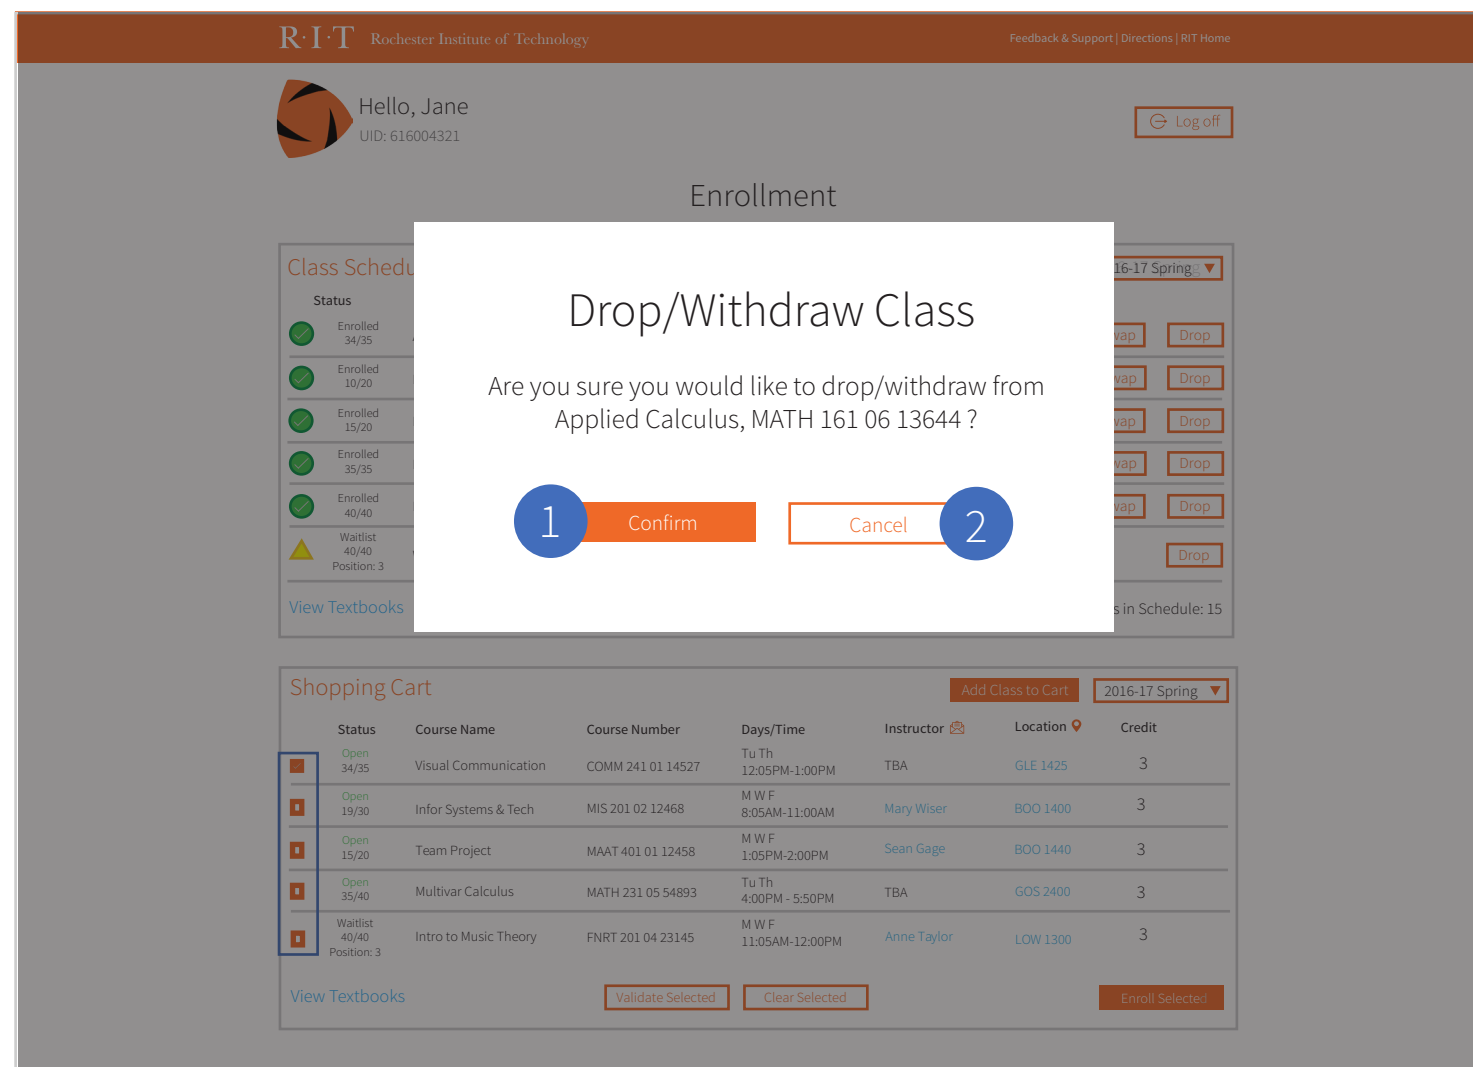 R·I·T Rochester Institute of Technology
Feedback & Support | Directions | RIT Home
Hello, Jane
UID: 616004321
Log off
Enrollment
Class Schedu
16-17 Spring
Status
Enrolled
34/35
Drop
Enrolled
10/20
Drop
Enrolled
15/20
Drop
Enrolled
35/35
Drop
Enrolled
40/40
Drop
Waitlist
40/40
Position: 3
Drop
View Textbooks
s in Schedule: 15
Drop/Withdraw Class
Are you sure you would like to drop/withdraw from
Applied Calculus, MATH 161 06 13644 ?
1 Confirm
Cancel 2
Shopping Cart
Add Class to Cart
2016-17 Spring
Status Course Name Course Number Days/Time Instructor Location Credit
Open
34/35
Visual Communication
COMM 241 01 14527
Tu Th
12:05PM-1:00PM
TBA
GLE 1425
3
Open
19/30
Infor Systems & Tech
MIS 201 02 12468
M W F
8:05AM-11:00AM
Mary Wiser
BOO 1400
3
Open
15/20
Team Project
MAAT 401 01 12458
M W F
1:05PM-2:00PM
Sean Gage
BOO 1440
3
Open
35/40
Multivar Calculus
MATH 231 05 54893
Tu Th
4:00PM - 5:50PM
TBA
GOS 2400
3
Waitlist
40/40
Position: 3
Intro to Music Theory
FNRT 201 04 23145
M W F
11:05AM-12:00PM
Anne Taylor
LOW 1300
3
View Textbooks
Validate Selected
Clear Selected
Enroll Selected